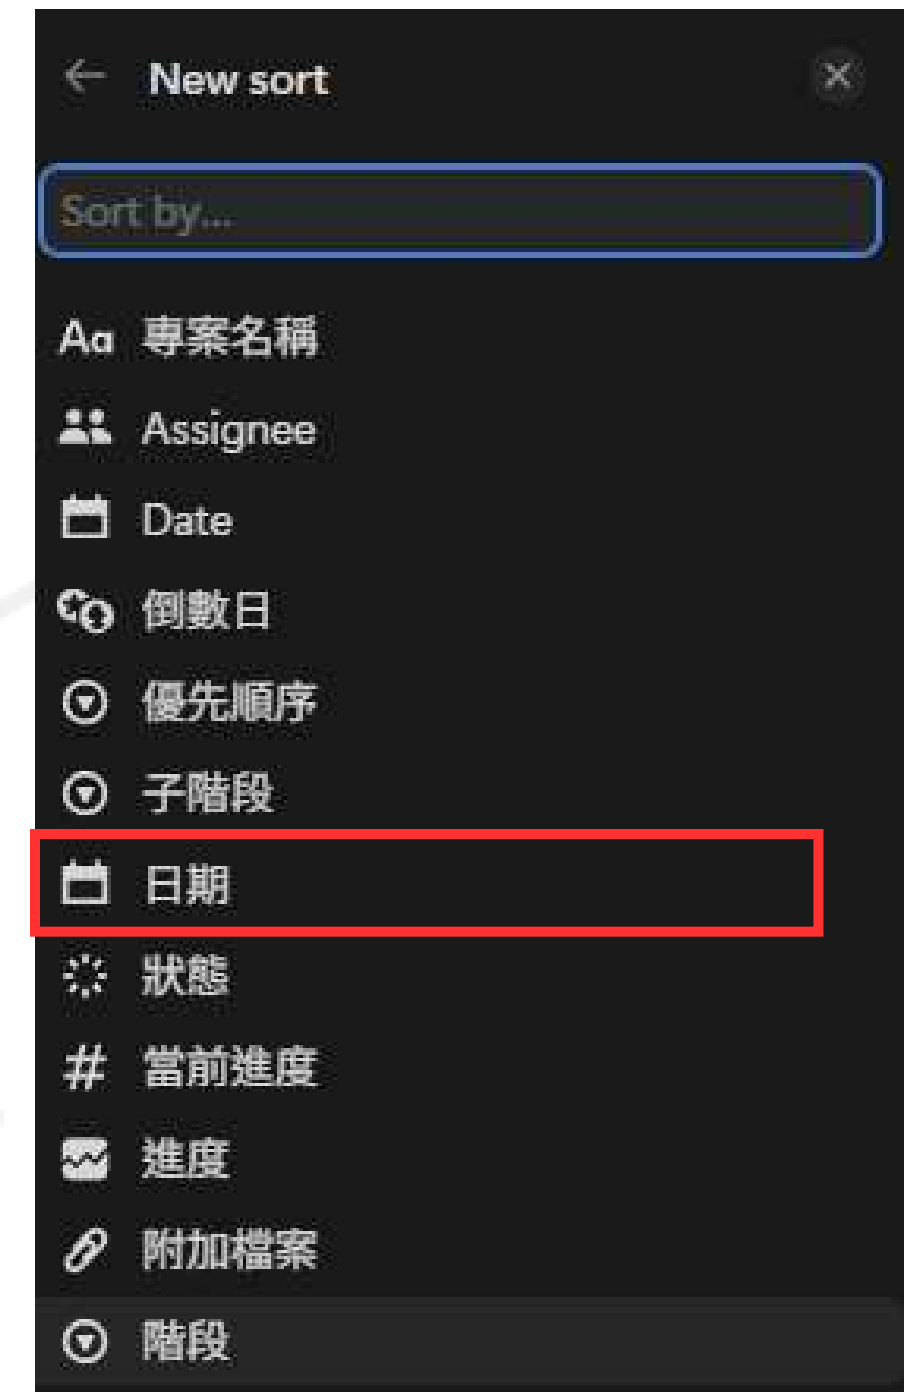 New sort
Sort by...
Aa 專案名稱
Assignee
Date
倒數日
優先順序
子階段
日期
狀態
# 當前進度
進度
附加檔案
階段